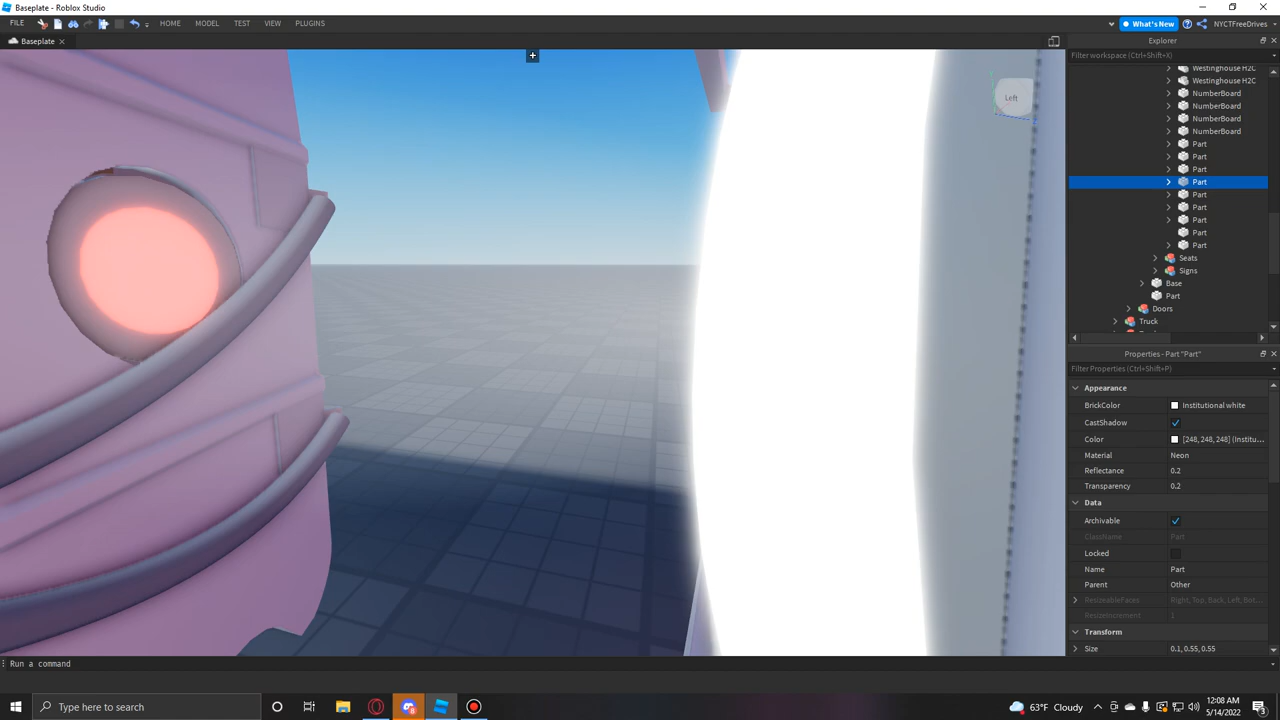 Baseplate - Roblox Studio
FILE HOME MODEL TEST VIEW PLUGINS What's New NYCTFreeDrives
Baseplate
Left
Explorer
Filter workspace (Ctrl+Shift+X)
Westinghouse H2C
Westinghouse H2C
NumberBoard
NumberBoard
NumberBoard
NumberBoard
Part
Part
Part
Part
Part
Part
Part
Part
Part
Seats
Signs
Base
Part
Doors
Truck
Properties - Part "Part"
Filter Properties (Ctrl+Shift+P)
Appearance
BrickColor Institutional white
CastShadow
Color [248, 248, 248] (Institu...
Material Neon
Reflectance 0.2
Transparency 0.2
Data
Archivable
ClassName Part
Locked
Name Part
Parent Other
ResizeableFaces Right, Top, Back, Left, Bor...
ResizeIncrement 1
Transform
Size 0.1, 0.55, 0.55
Run a command
Type here to search
63°F Cloudy
12:08 AM
5/14/2022
3